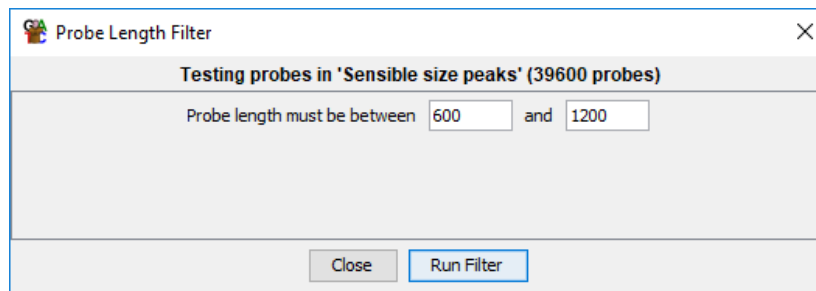 Probe Length Filter
Testing probes in 'Sensible size peaks' (39600 probes)
Probe length must be between 600 and 1200
Close Run Filter